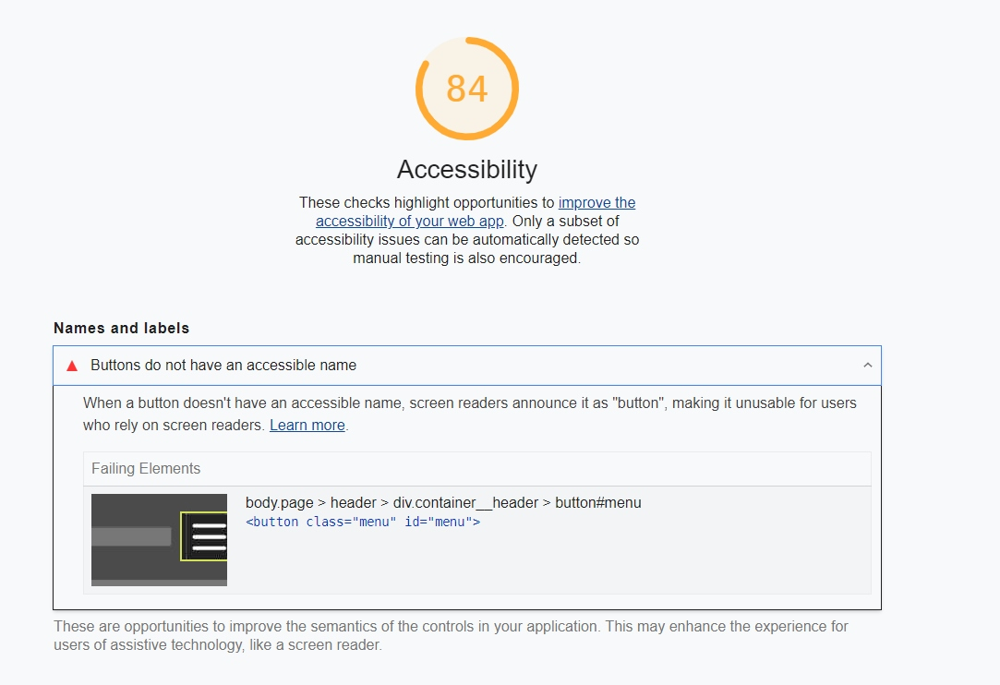 84
Accessibility
These checks highlight opportunities to improve the
accessibility of your web app. Only a subset of
accessibility issues can be automatically detected so
manual testing is also encouraged.
Names and labels
Buttons do not have an accessible name
When a button doesn't have an accessible name, screen readers announce it as "button", making it unusable for users
who rely on screen readers. Learn more.
Failing Elements
body.page > header > div.container__header > button#menu
<button class="menu" id="menu">
These are opportunities to improve the semantics of the controls in your application. This may enhance the experience for
users of assistive technology, like a screen reader.